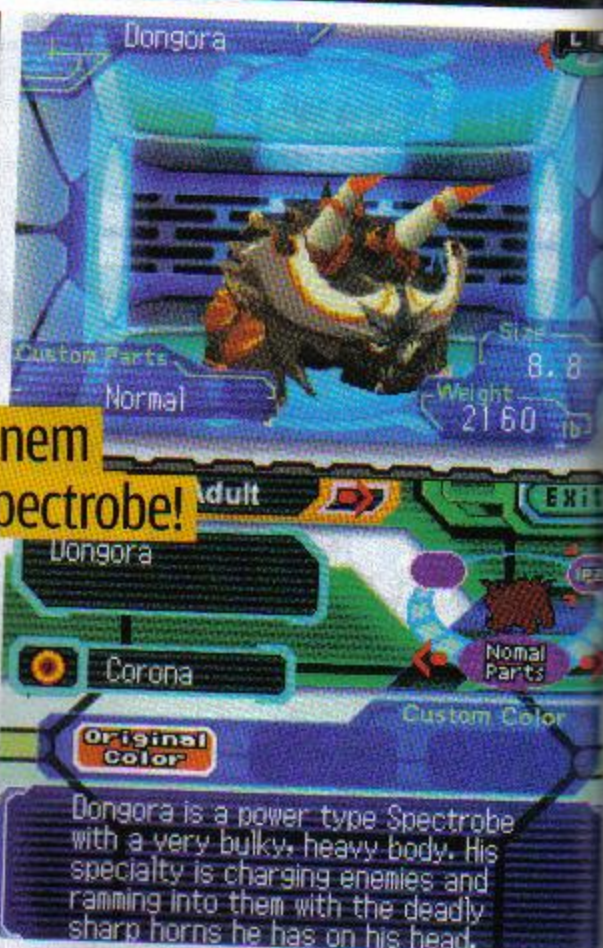 Dongora
L
Custom Parts
Normal
Size
8.8
Weight
2160 lb
nem
pectrobe!
Adult
Exit
Dongora
Corona
Nomal
Parts
Custom Color
Original
Color
Dongora is a power type Spectrobe
with a very bulky, heavy body. His
specialty is charging enemies and
ramming into them with the deadly
sharp horns he has on his head.